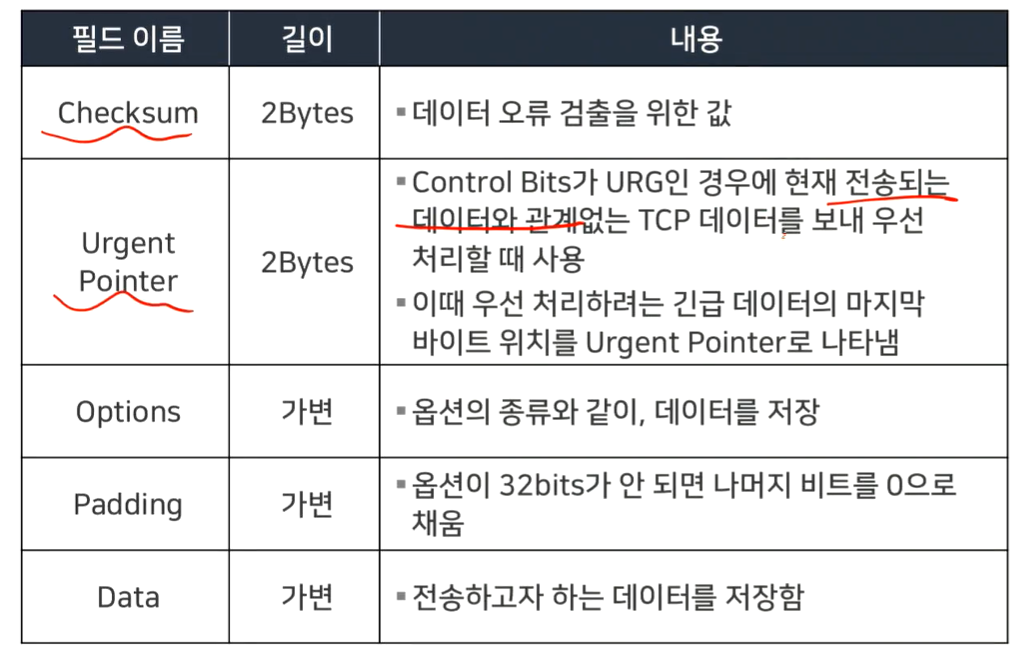 필드 이름 길이 내용
Checksum 2Bytes ▪데이터 오류 검출을 위한 값
Urgent Pointer 2Bytes ▪Control Bits가 URG인 경우에 현재 전송되는
데이터와 관계없는 TCP 데이터를 보내 우선
처리할 때 사용
▪이때 우선 처리하려는 긴급 데이터의 마지막
바이트 위치를 Urgent Pointer로 나타냄
Options 가변 ▪옵션의 종류와 같이, 데이터를 저장
Padding 가변 ▪옵션이 32bits가 안 되면 나머지 비트를 0으로
채움
Data 가변 ▪전송하고자 하는 데이터를 저장함